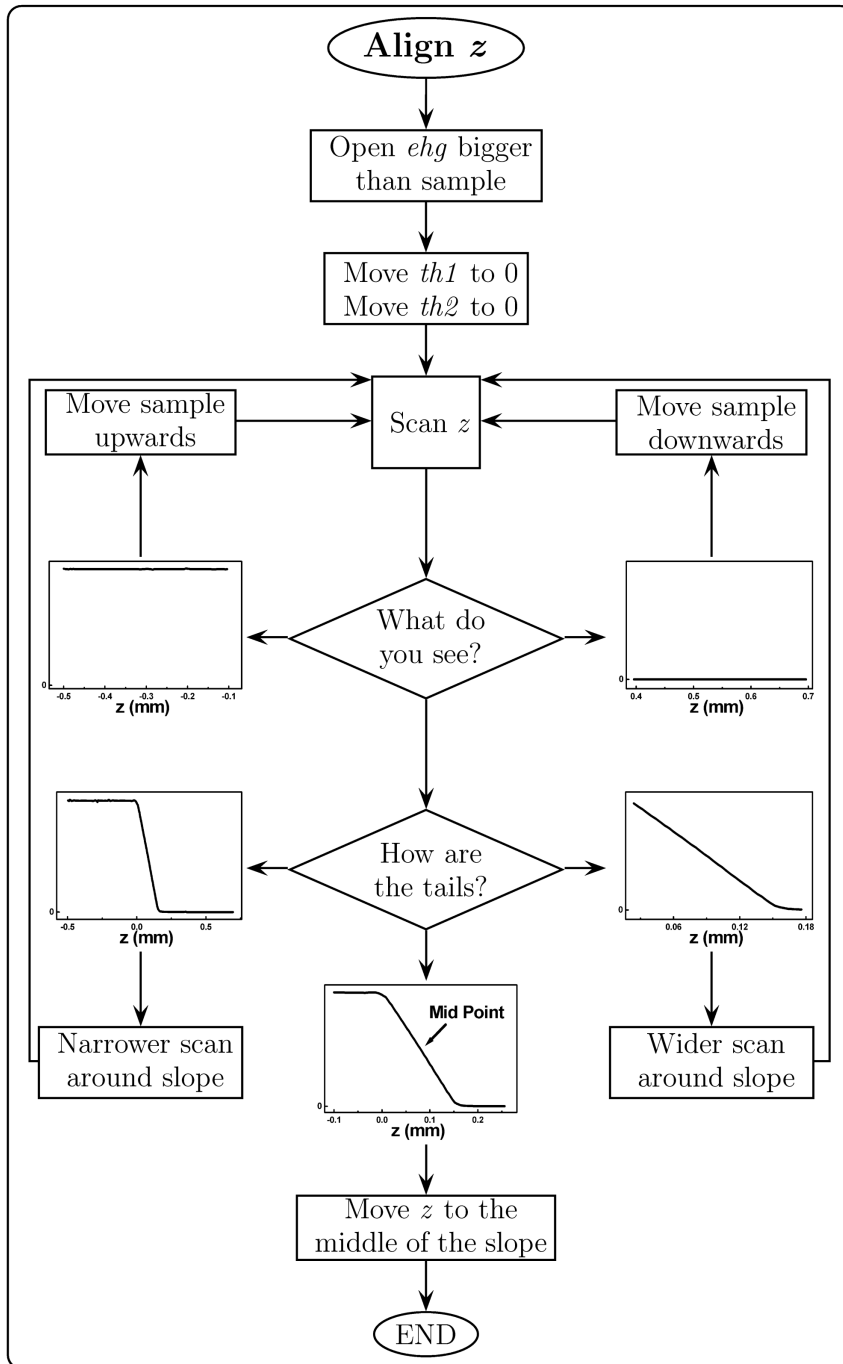 Align z
Open ehg bigger
than sample
Move th1 to 0
Move th2 to 0
Move sample
upwards
Scan z
Move sample
downwards
0
-0.5 -0.4 -0.3 -0.2 -0.1
z (mm)
What do
you see?
0
0.4 0.5 0.6 0.7
z (mm)
0
-0.5 0.0 0.5
z (mm)
How are
the tails?
0
0.06 0.12 0.18
z (mm)
Narrower scan
around slope
Mid Point
0
-0.1 0.0 0.1 0.2
z (mm)
Wider scan
around slope
Move z to the
middle of the slope
END